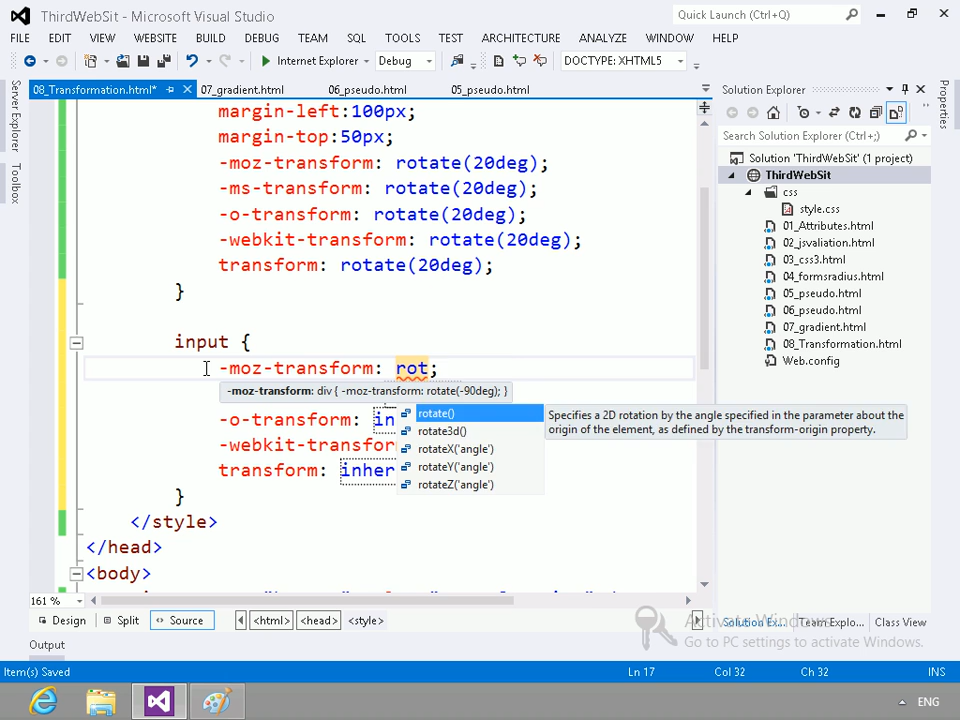 ThirdWebSit - Microsoft Visual Studio
Quick Launch (Ctrl+Q)
FILE EDIT VIEW WEBSITE BUILD DEBUG TEAM SQL TOOLS TEST ARCHITECTURE ANALYZE WINDOW HELP
Internet Explorer Debug DOCTYPE: XHTML5
Server Explorer
Toolbox
08_Transformation.html* 07_gradient.html 06_pseudo.html 05_pseudo.html
margin-left:100px;
margin-top:50px;
-moz-transform: rotate(20deg);
-ms-transform: rotate(20deg);
-o-transform: rotate(20deg);
-webkit-transform: rotate(20deg);
transform: rotate(20deg);
}
input {
-moz-transform: rot;
-moz-transform: div { -moz-transform: rotate(-90deg); }
-o-transform: in
-webkit-transfor
transform: inher
}
</style>
</head>
<body>
rotate()
rotate3d()
rotateX('angle')
rotateY('angle')
rotateZ('angle')
Specifies a 2D rotation by the angle specified in the parameter about the
origin of the element, as defined by the transform-origin property.
161 %
Design Split Source <html> <head> <style>
Output
Solution Explorer
Search Solution Explorer (Ctrl+;)
Solution 'ThirdWebSit' (1 project)
ThirdWebSit
css
style.css
01_Attributes.html
02_jsvaliation.html
03_css3.html
04_formsradius.html
05_pseudo.html
06_pseudo.html
07_gradient.html
08_Transformation.html
Web.config
Properties
Solution Ex... Team Explo... Class View
Activate Windows
Go to PC settings to activate Windows.
Item(s) Saved Ln 17 Col 32 Ch 32 INS
ENG